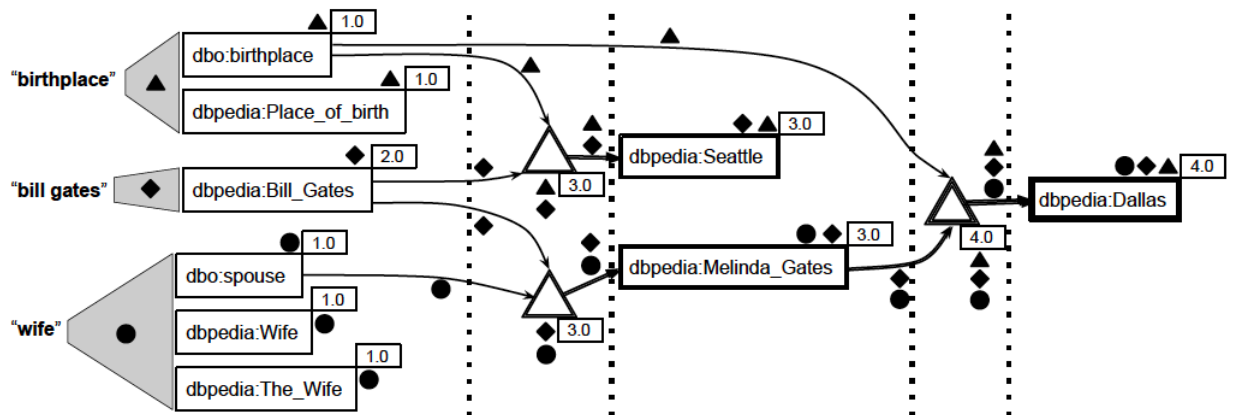 "birthplace"
dbo:birthplace
1.0
dbpedia:Place_of_birth
1.0
"bill gates"
dbpedia:Bill_Gates
2.0
"wife"
dbo:spouse
1.0
dbpedia:Wife
1.0
dbpedia:The_Wife
1.0
3.0
3.0
dbpedia:Seattle
3.0
dbpedia:Melinda_Gates
3.0
4.0
dbpedia:Dallas
4.0